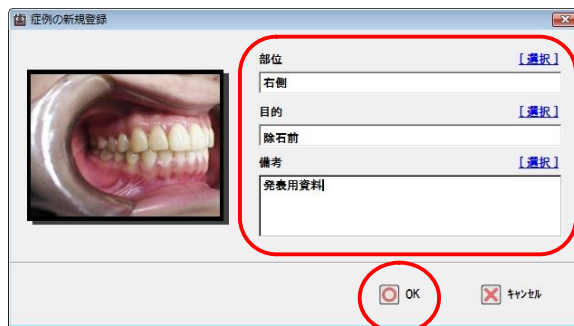 症例の新規登録
部位 [選択]
右側
目的 [選択]
除石前
備考 [選択]
発表用資料
OK キャンセル